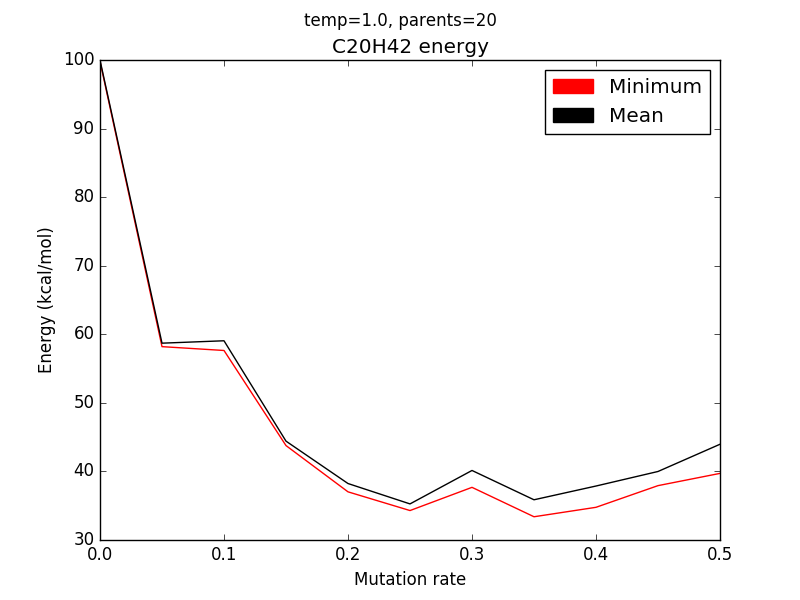 temp=1.0, parents=20
C20H42 energy
Minimum
Mean
Energy (kcal/mol)
100
90
80
70
60
50
40
30
0.0 0.1 0.2 0.3 0.4 0.5
Mutation rate